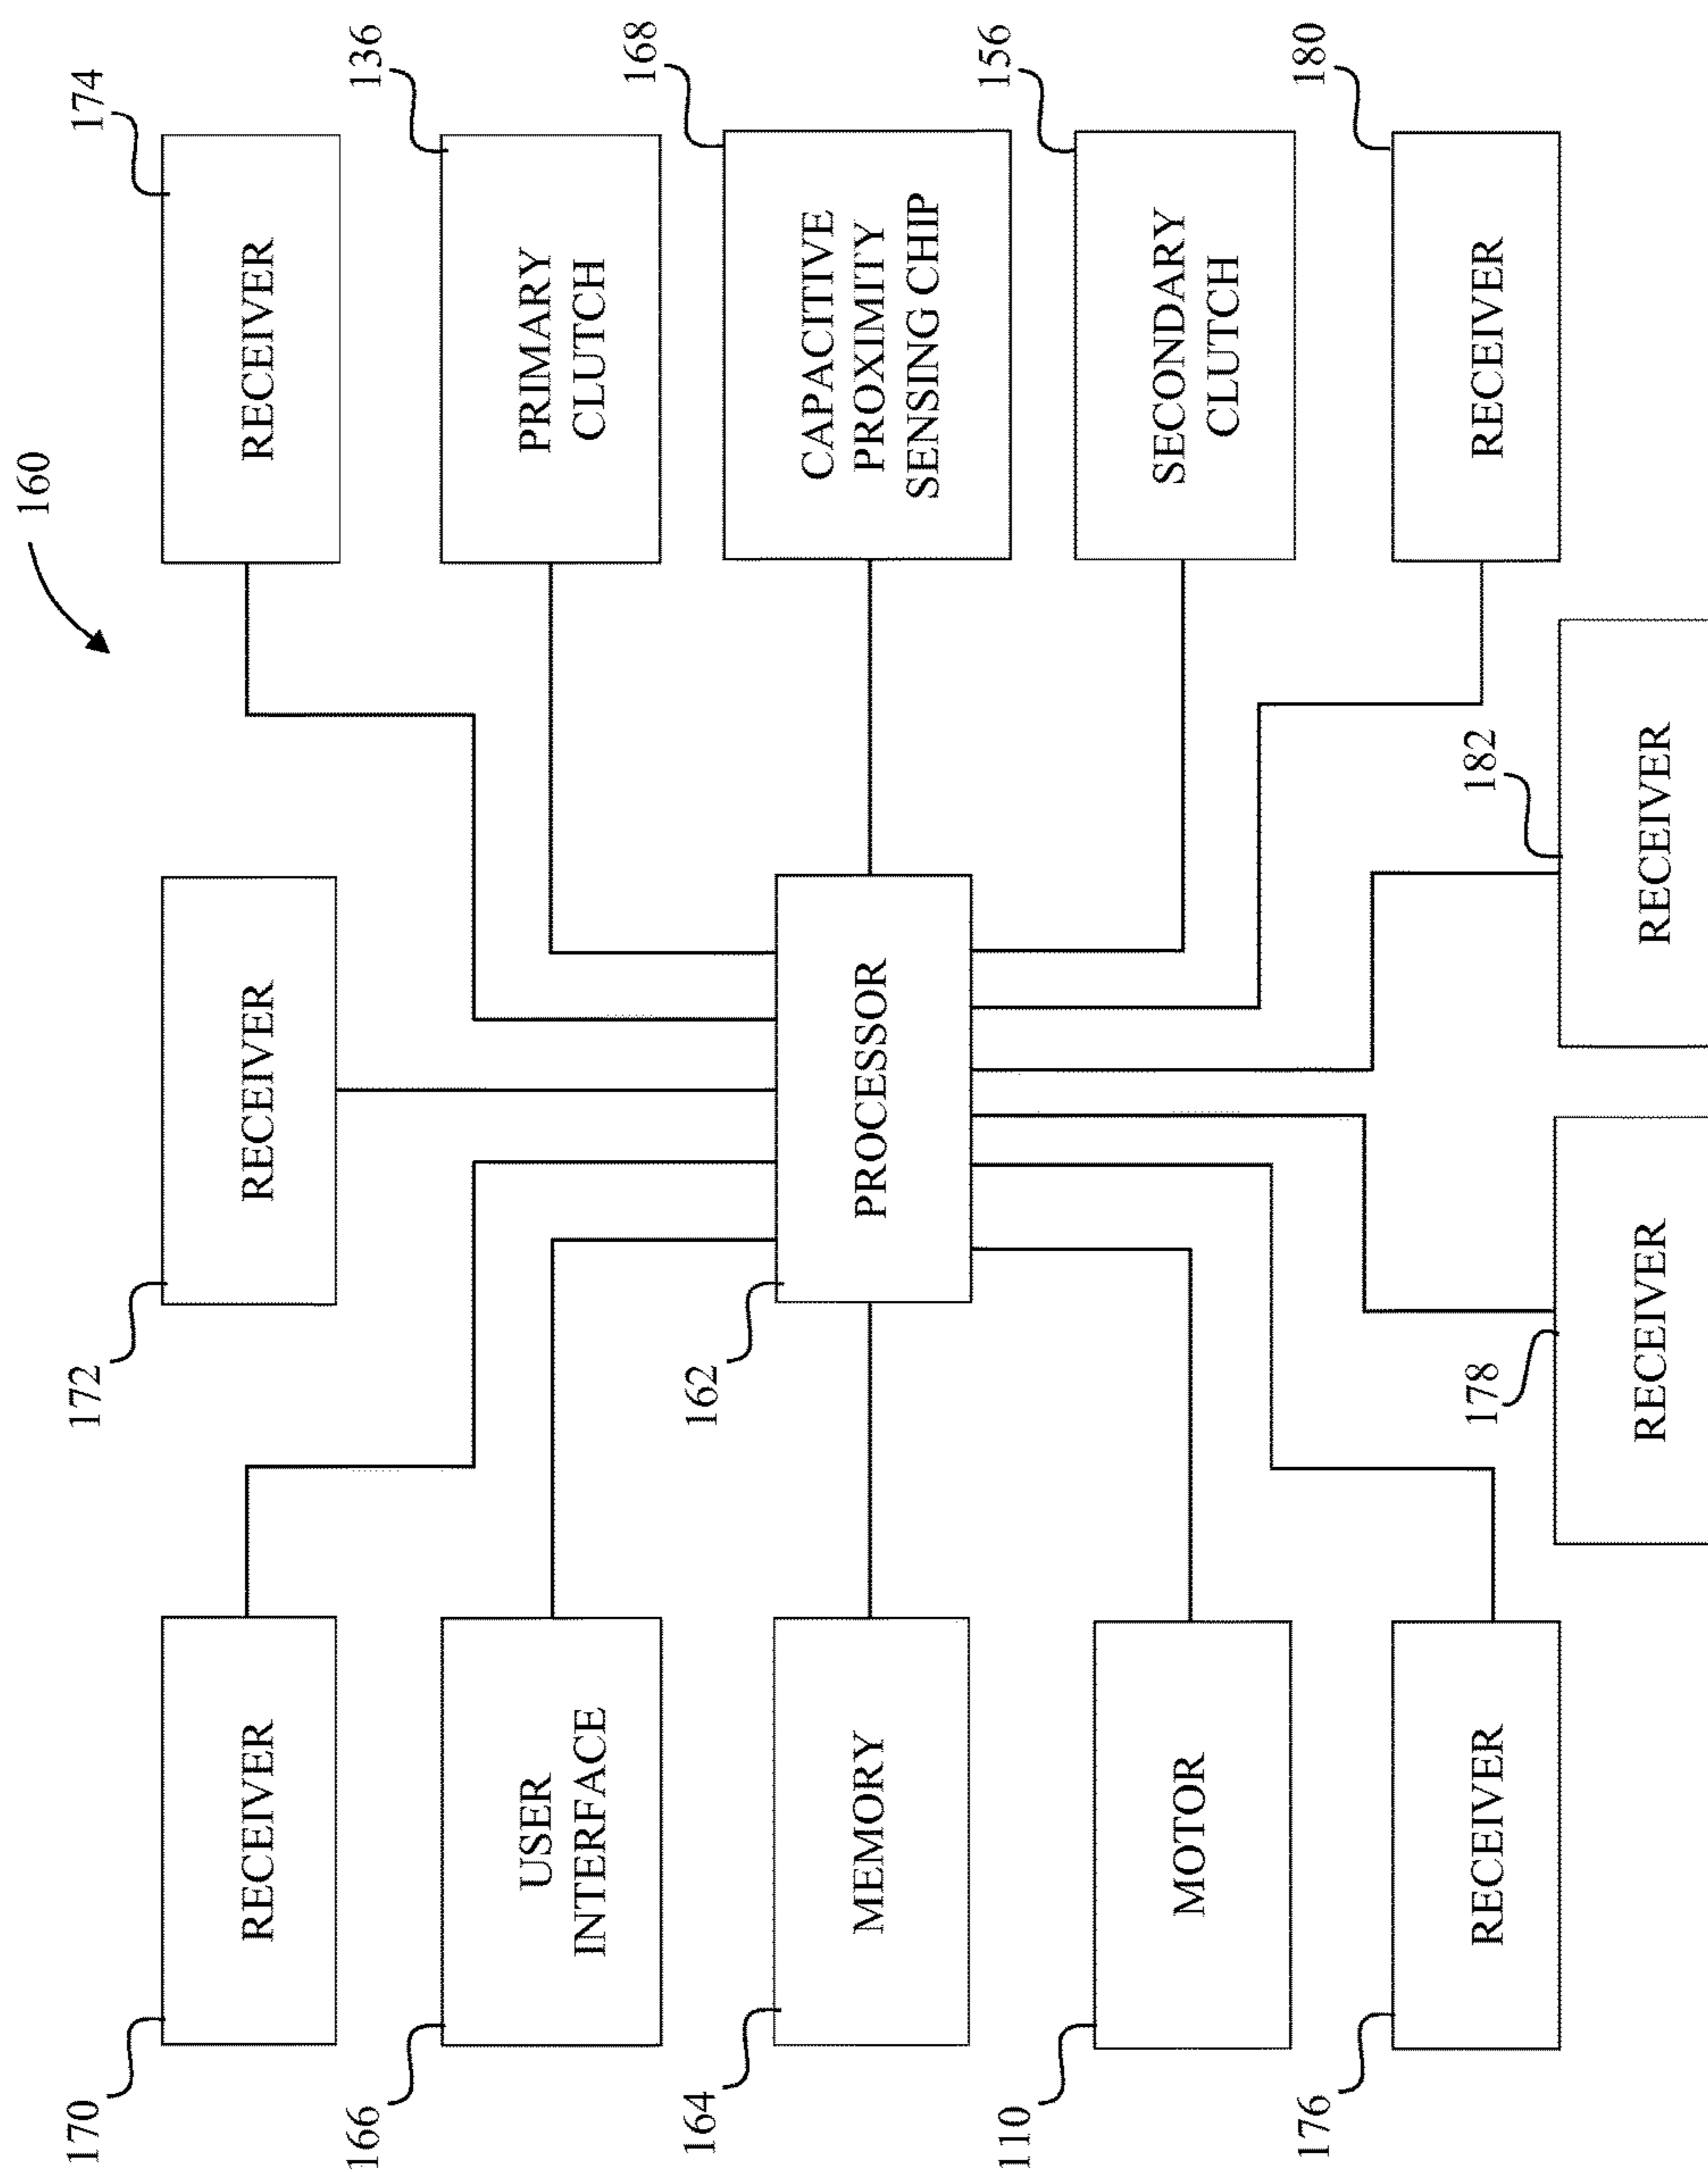 160
170
RECEIVER
172
RECEIVER
174
RECEIVER
166
USER
INTERFACE
136
PRIMARY
CLUTCH
164
MEMORY
162
PROCESSOR
168
CAPACITIVE
PROXIMITY
SENSING CHIP
110
MOTOR
156
SECONDARY
CLUTCH
176
RECEIVER
180
RECEIVER
178
RECEIVER
182
RECEIVER